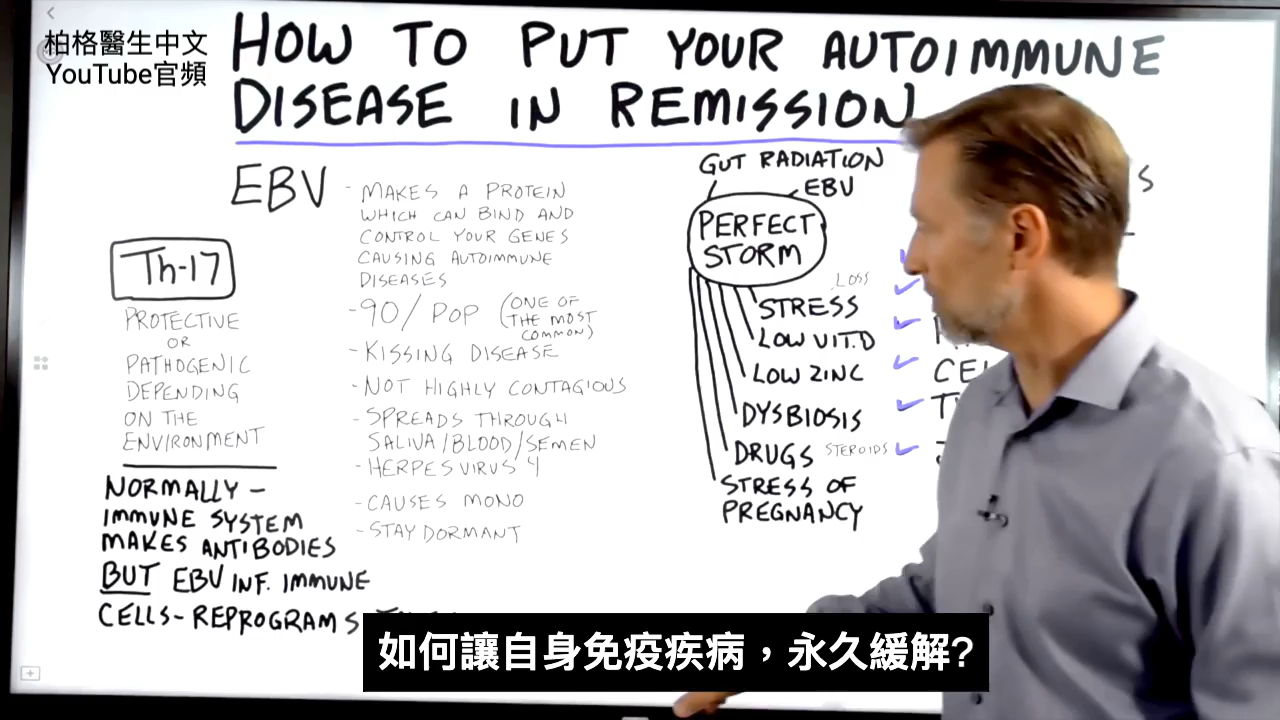 柏格醫生中文
YouTube官頻
HOW TO PUT YOUR AUTOIMMUNE
DISEASE IN REMISSION
EBV
- MAKES A PROTEIN
WHICH CAN BIND AND
CONTROL YOUR GENES
CAUSING AUTOIMMUNE
DISEASES
- 90/ POP (ONE OF
THE MOST
COMMON)
- KISSING DISEASE
- NOT HIGHLY CONTAGIOUS
- SPREADS THROUGH
SALIVA/BLOOD/SEMEN
- HERPES VIRUS 4
- CAUSES MONO
- STAY DORMANT
Th-17
PROTECTIVE
OR
PATHOGENIC
DEPENDING
ON THE
ENVIRONMENT
NORMALLY -
IMMUNE SYSTEM
MAKES ANTIBODIES
BUT EBV INF. IMMUNE
CELLS - REPROGRAMS
GUT RADIATION
EBV
PERFECT
STORM
LOSS
STRESS
LOW VIT.D
LOW ZINC
DYSBIOSIS
DRUGS STEROIDS
STRESS OF
PREGNANCY
如何讓自身免疫疾病，永久緩解?